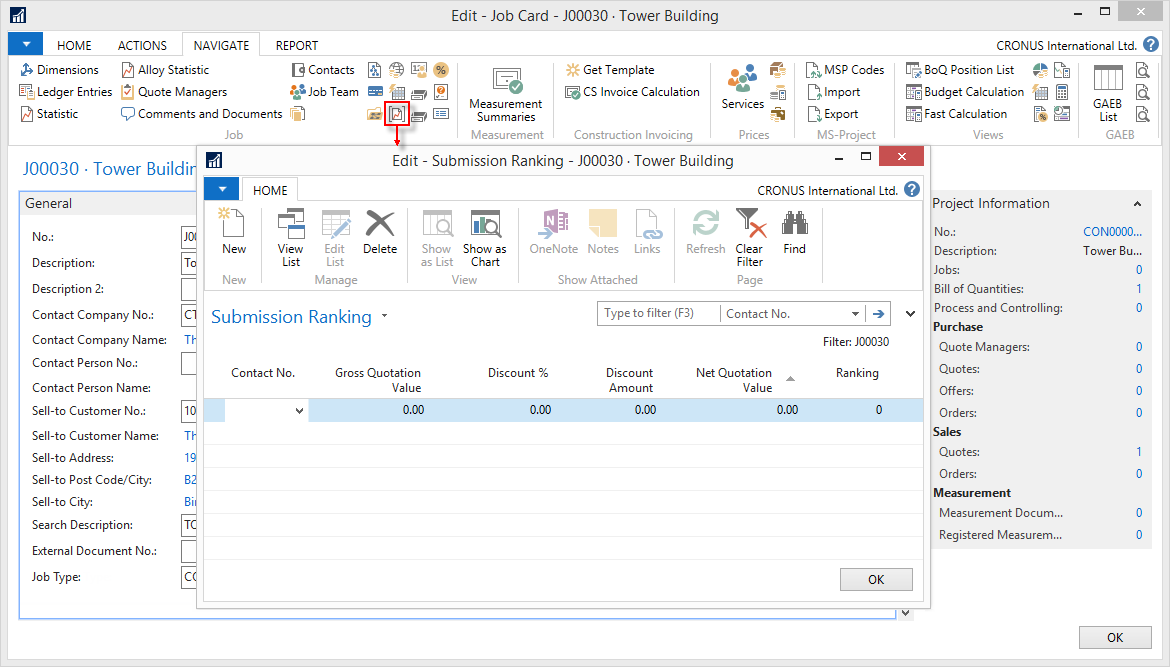 Edit - Job Card - J00030 · Tower Building
HOME ACTIONS NAVIGATE REPORT
CRONUS International Ltd.
Dimensions
Ledger Entries
Statistic
Alloy Statistic
Quote Managers
Comments and Documents
Contacts
Job Team
Job
Measurement
Summaries
Measurement
Get Template
CS Invoice Calculation
Construction Invoicing
Services
Prices
MSP Codes
Import
Export
MS-Project
BoQ Position List
Budget Calculation
Fast Calculation
Views
GAEB
List
GAEB
J00030 · Tower Buildin
General
No.: J0
Description: To
Description 2:
Contact Company No.: CT
Contact Company Name: Th
Contact Person No.:
Contact Person Name:
Sell-to Customer No.: 10
Sell-to Customer Name: Th
Sell-to Address: 19
Sell-to Post Code/City: B2
Sell-to City: Bir
Search Description: TO
External Document No.:
Job Type: CO
Edit - Submission Ranking - J00030 · Tower Building
HOME
CRONUS International Ltd.
New
New
View
List
Edit
List
Delete
Manage
Show
as List
Show as
Chart
View
OneNote
Notes
Links
Show Attached
Refresh
Clear
Filter
Find
Page
Submission Ranking
Type to filter (F3)
Contact No.
Filter: J00030
Contact No.
Gross Quotation
Value
Discount %
Discount
Amount
Net Quotation
Value
Ranking
0.00 0.00 0.00 0.00 0
OK
Project Information
No.: CON0000...
Description: Tower Bu...
Jobs: 0
Bill of Quantities: 1
Process and Controlling: 0
Purchase
Quote Managers: 0
Quotes: 0
Offers: 0
Orders: 0
Sales
Quotes: 1
Orders: 0
Measurement
Measurement Docum... 0
Registered Measurem... 0
OK